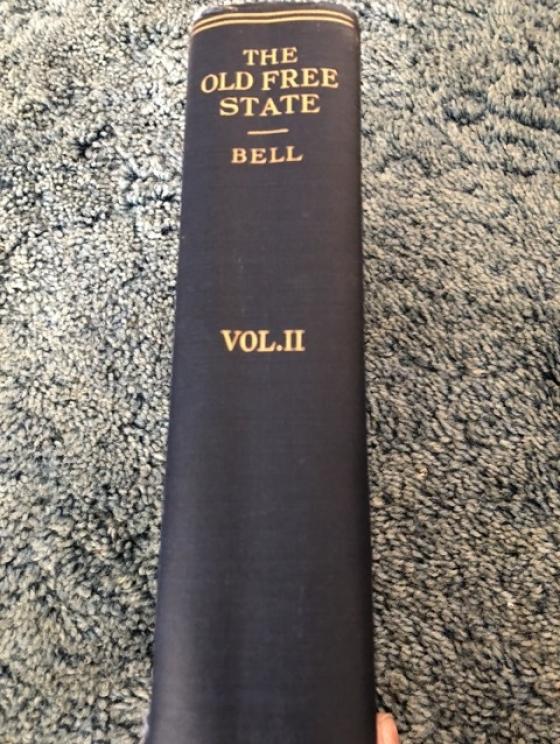 THE
OLD FREE
STATE
BELL
VOL.II